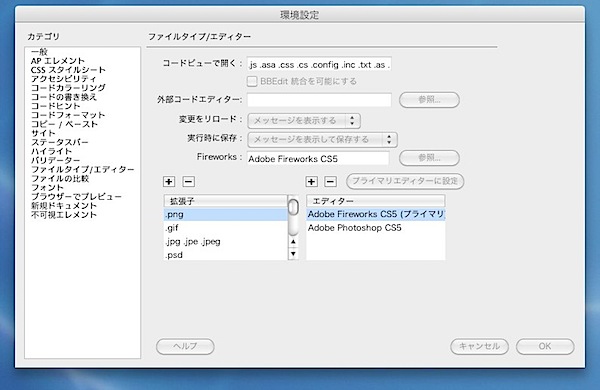 環境設定
カテゴリ
ファイルタイプ/エディター
一般
AP エレメント
CSS スタイルシート
アクセシビリティ
コードカラーリング
コードの書き換え
コードヒント
コードフォーマット
コピー / ペースト
サイト
ステータスバー
ハイライト
バリデーター
ファイルタイプ/エディター
ファイルの比較
フォント
ブラウザーでプレビュー
新規ドキュメント
不可視エレメント
コードビューで開く: .js .asa .css .cs .config .inc .txt .as .
BBEdit 統合を可能にする
外部コードエディター: 参照...
変更をリロード: メッセージを表示する
実行時に保存: メッセージを表示して保存する
Fireworks: Adobe Fireworks CS5 参照...
プライマリエディターに設定
拡張子 エディター
.png Adobe Fireworks CS5 (プライマリ
.gif Adobe Photoshop CS5
.jpg .jpe .jpeg
.psd
ヘルプ キャンセル OK